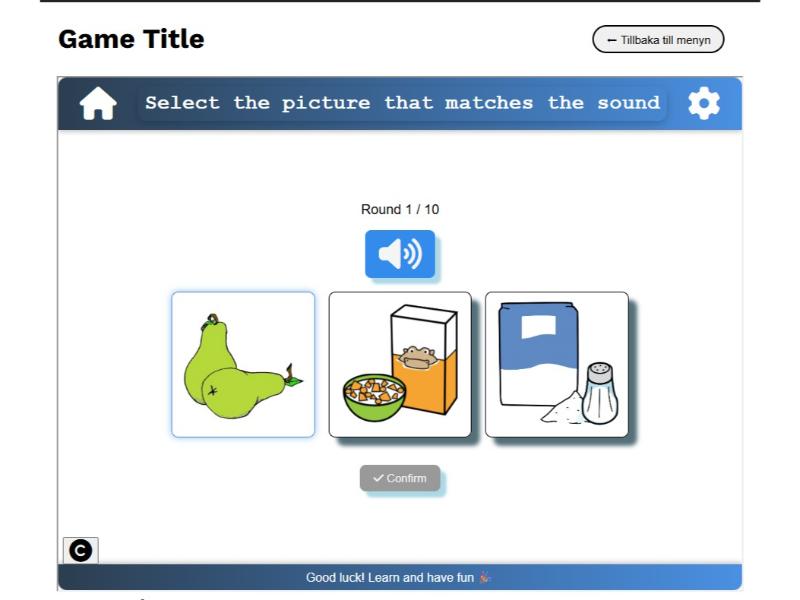 Game Title
← Tillbaka till menyn
Select the picture that matches the sound
Round 1 / 10
✓ Confirm
C
Good luck! Learn and have fun 🎉